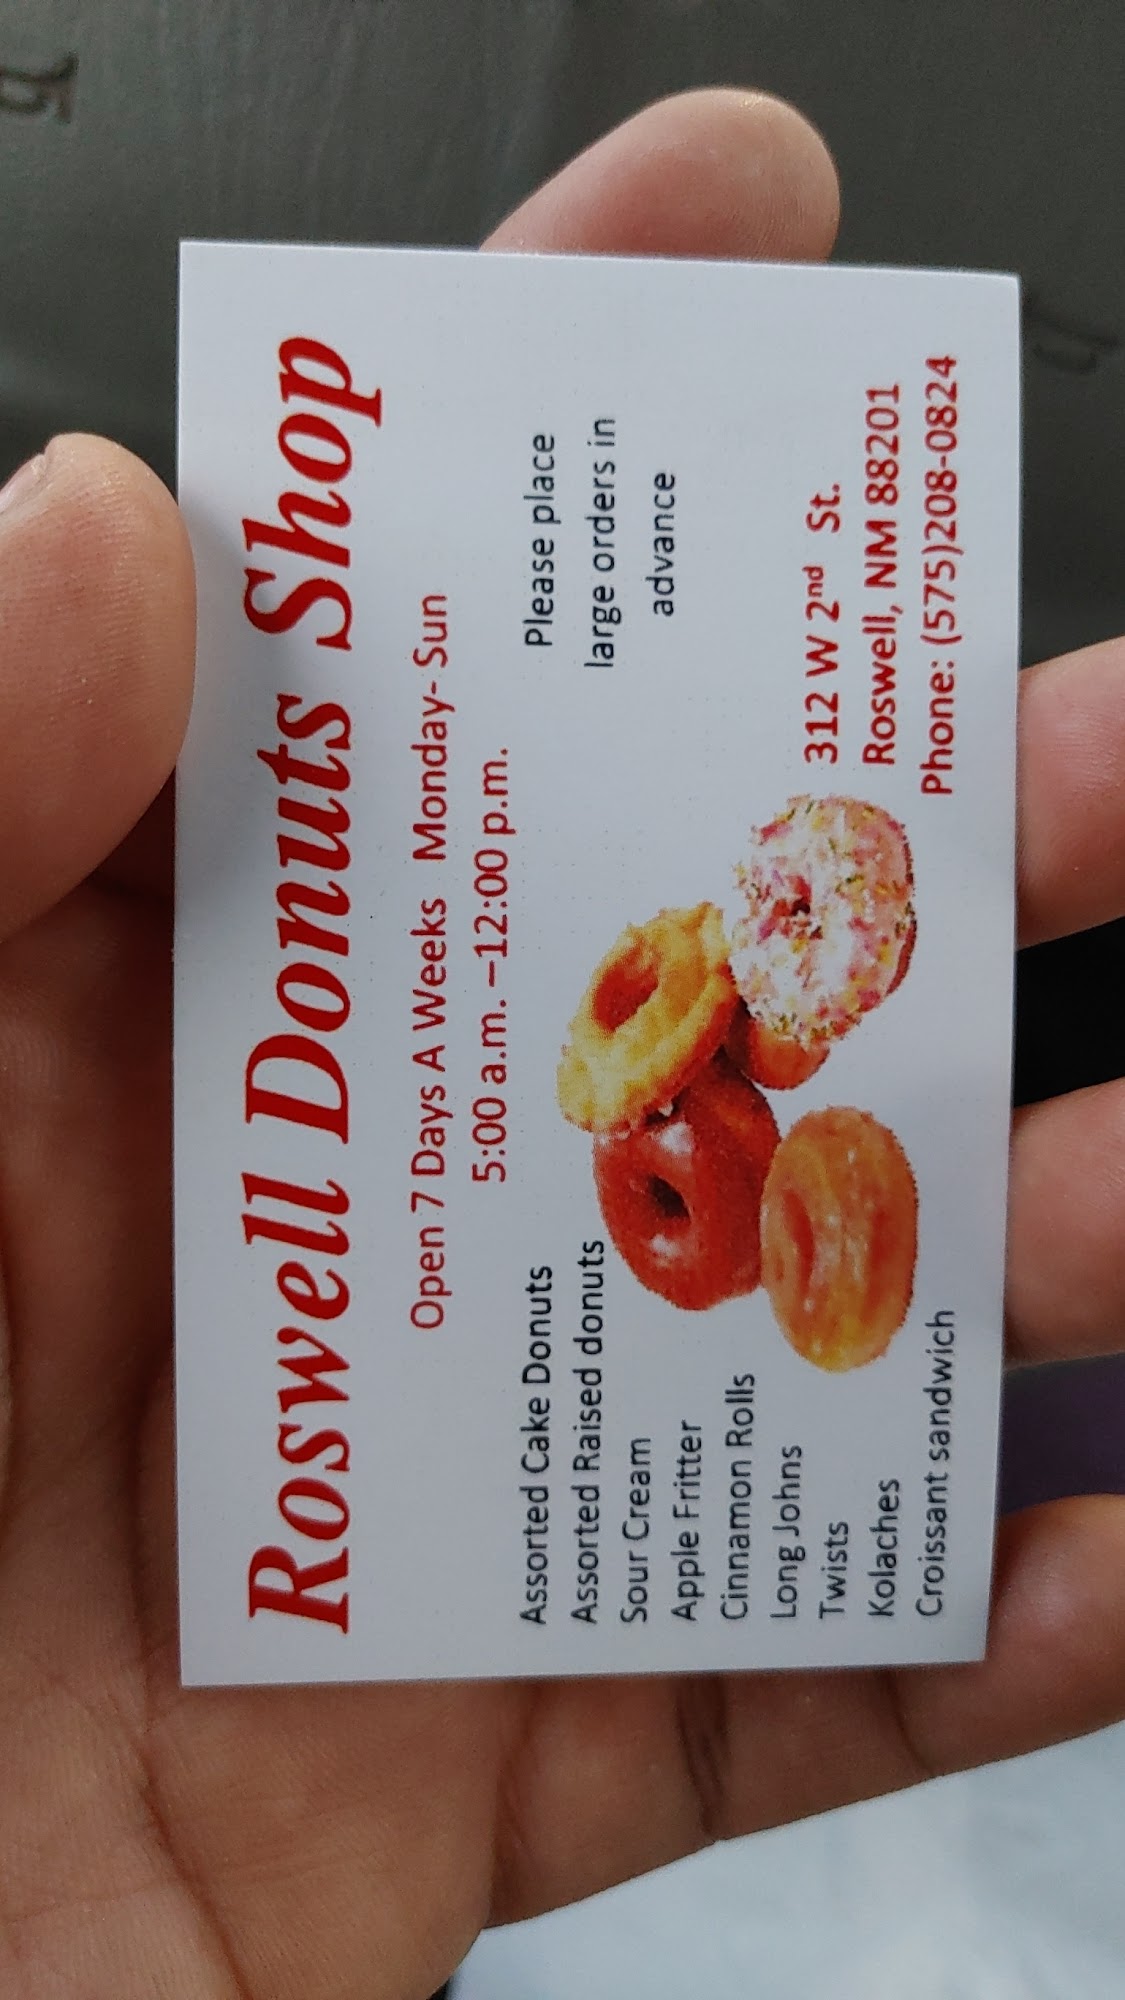 Roswell Donuts Shop
Open 7 Days A Weeks Monday- Sun
5:00 a.m. –12:00 p.m.
Assorted Cake Donuts
Assorted Raised donuts
Sour Cream
Apple Fritter
Cinnamon Rolls
Long Johns
Twists
Kolaches
Croissant sandwich
Please place
large orders in
advance
312 W 2nd St.
Roswell, NM 88201
Phone: (575)208-0824